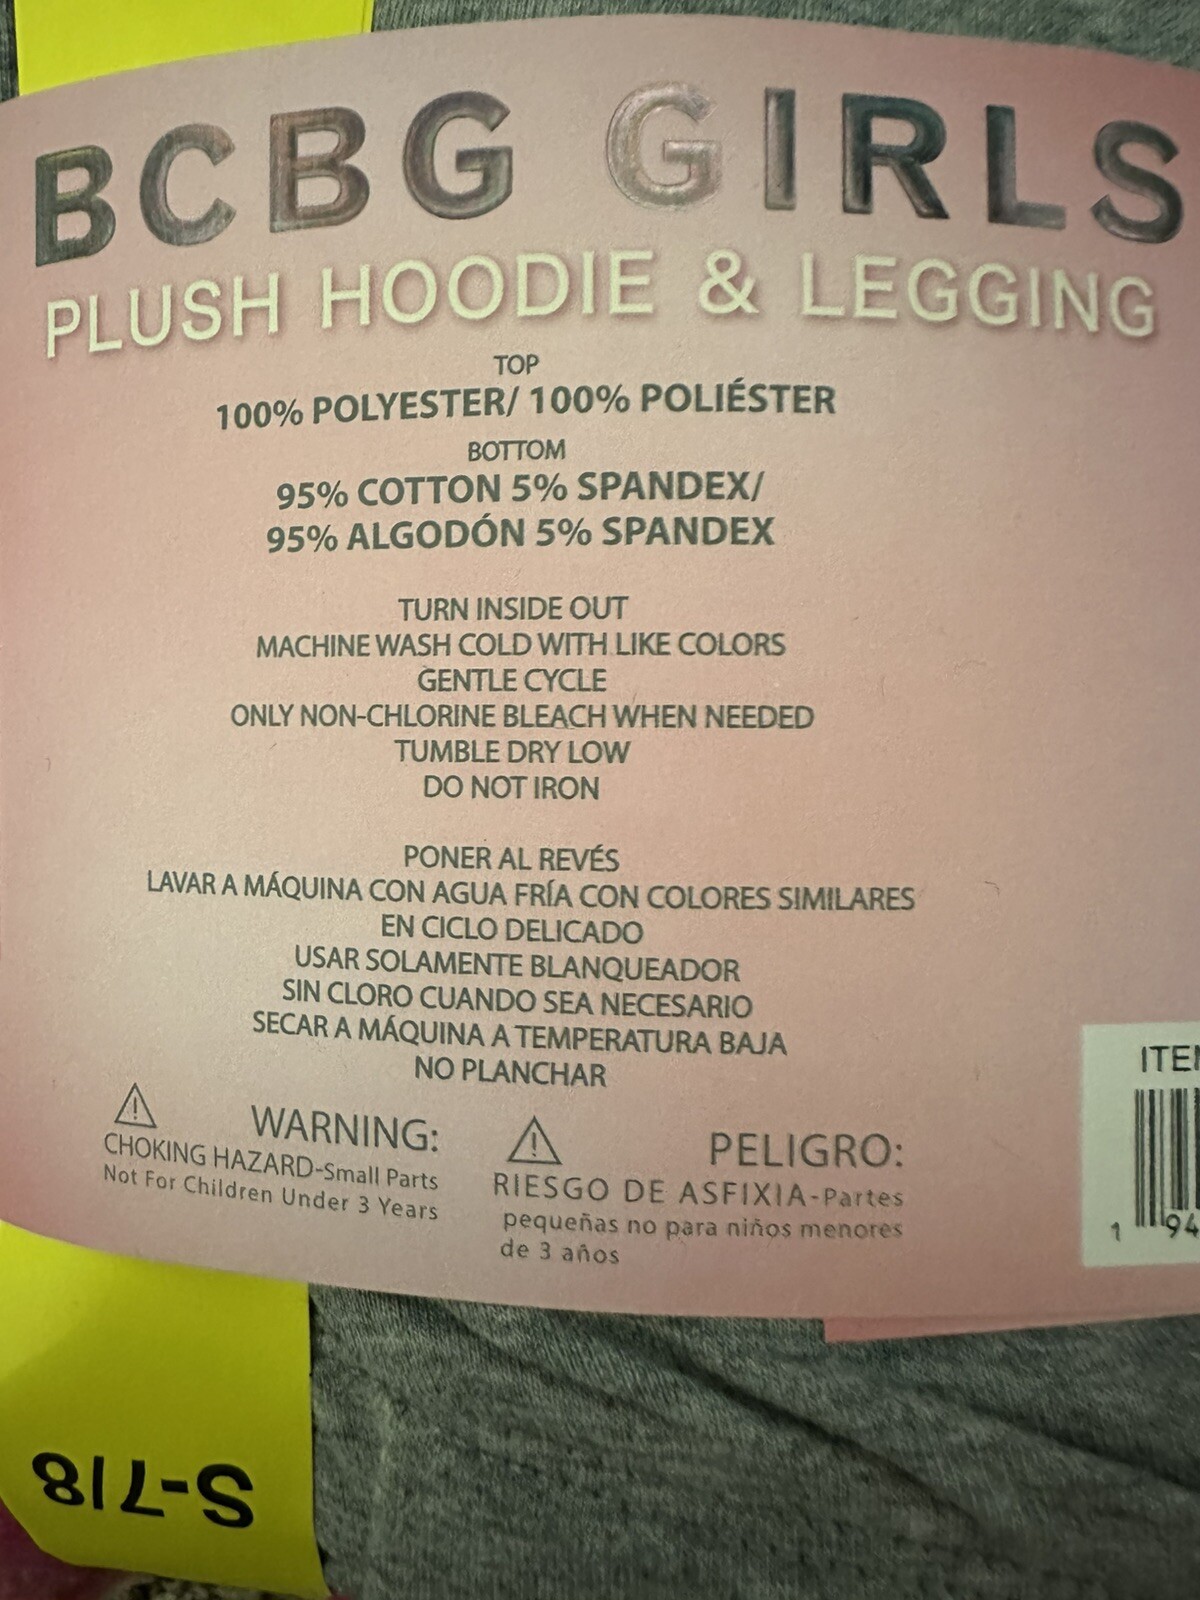 BCBG GIRLS
PLUSH HOODIE & LEGGING
TOP
100% POLYESTER/ 100% POLIÉSTER
BOTTOM
95% COTTON 5% SPANDEX/
95% ALGODÓN 5% SPANDEX
TURN INSIDE OUT
MACHINE WASH COLD WITH LIKE COLORS
GENTLE CYCLE
ONLY NON-CHLORINE BLEACH WHEN NEEDED
TUMBLE DRY LOW
DO NOT IRON
PONER AL REVÉS
LAVAR A MÁQUINA CON AGUA FRÍA CON COLORES SIMILARES
EN CICLO DELICADO
USAR SOLAMENTE BLANQUEADOR
SIN CLORO CUANDO SEA NECESARIO
SECAR A MÁQUINA A TEMPERATURA BAJA
NO PLANCHAR
WARNING:
CHOKING HAZARD-Small Parts
Not For Children Under 3 Years
PELIGRO:
RIESGO DE ASFIXIA-Partes
pequeñas no para niños menores
de 3 años
1 94
S-7/8